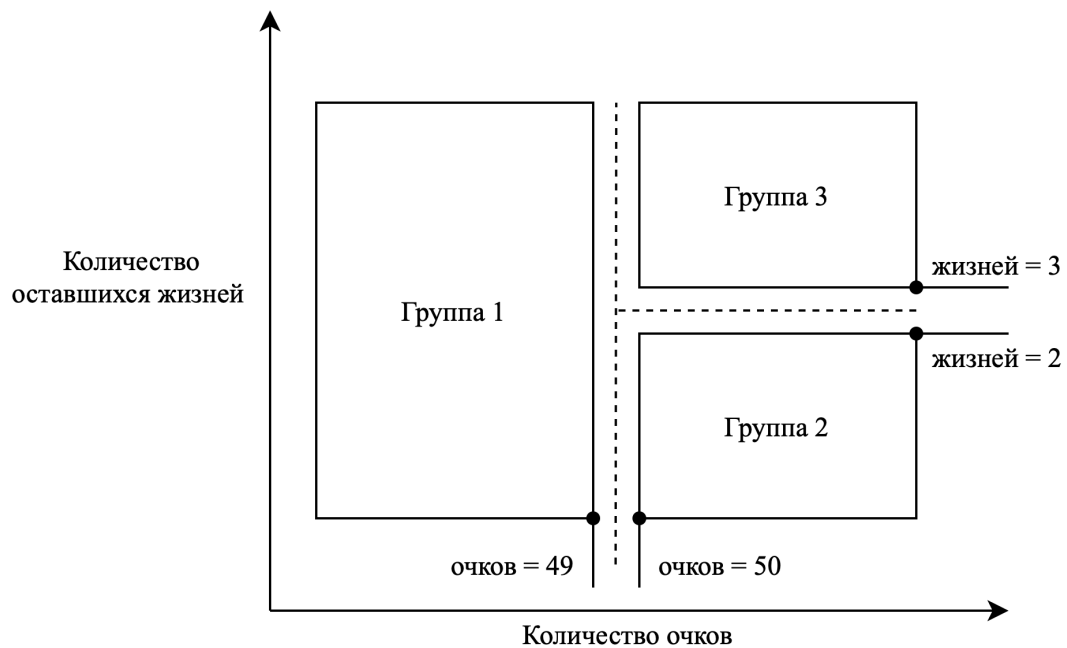 Группа 3
Количество
оставшихся жизней
жизней = 3
Группа 1
жизней = 2
Группа 2
очков = 49
очков = 50
Количество очков